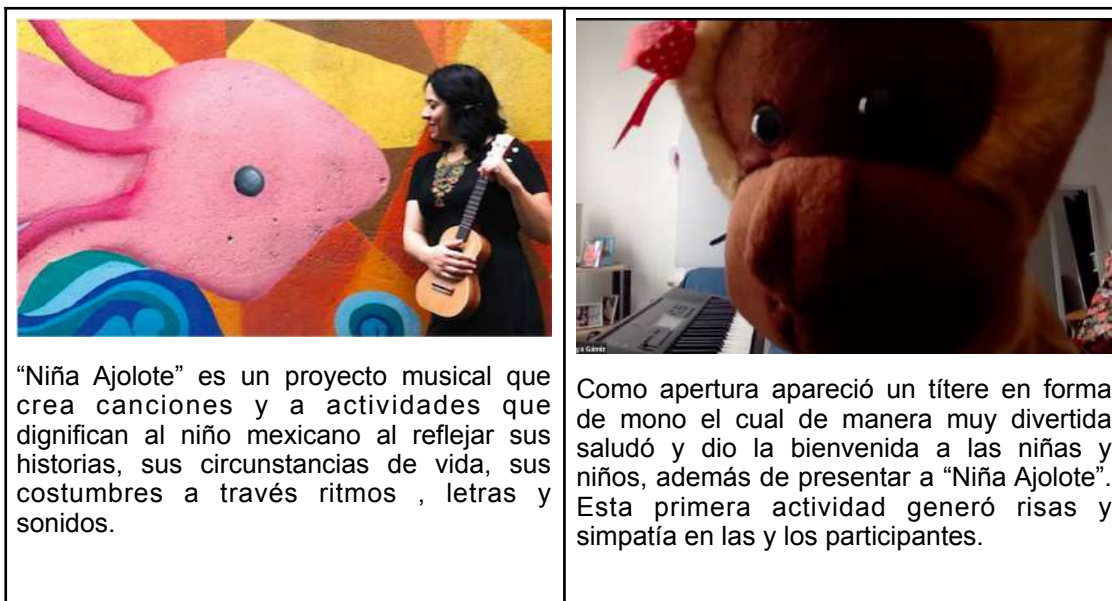 “Niña Ajolote” es un proyecto musical que
crea canciones y a actividades que
dignifican al niño mexicano al reflejar sus
historias, sus circunstancias de vida, sus
costumbres a través ritmos , letras y
sonidos.
Como apertura apareció un títere en forma
de mono el cual de manera muy divertida
saludó y dio la bienvenida a las niñas y
niños, además de presentar a “Niña Ajolote”.
Esta primera actividad generó risas y
simpatía en las y los participantes.